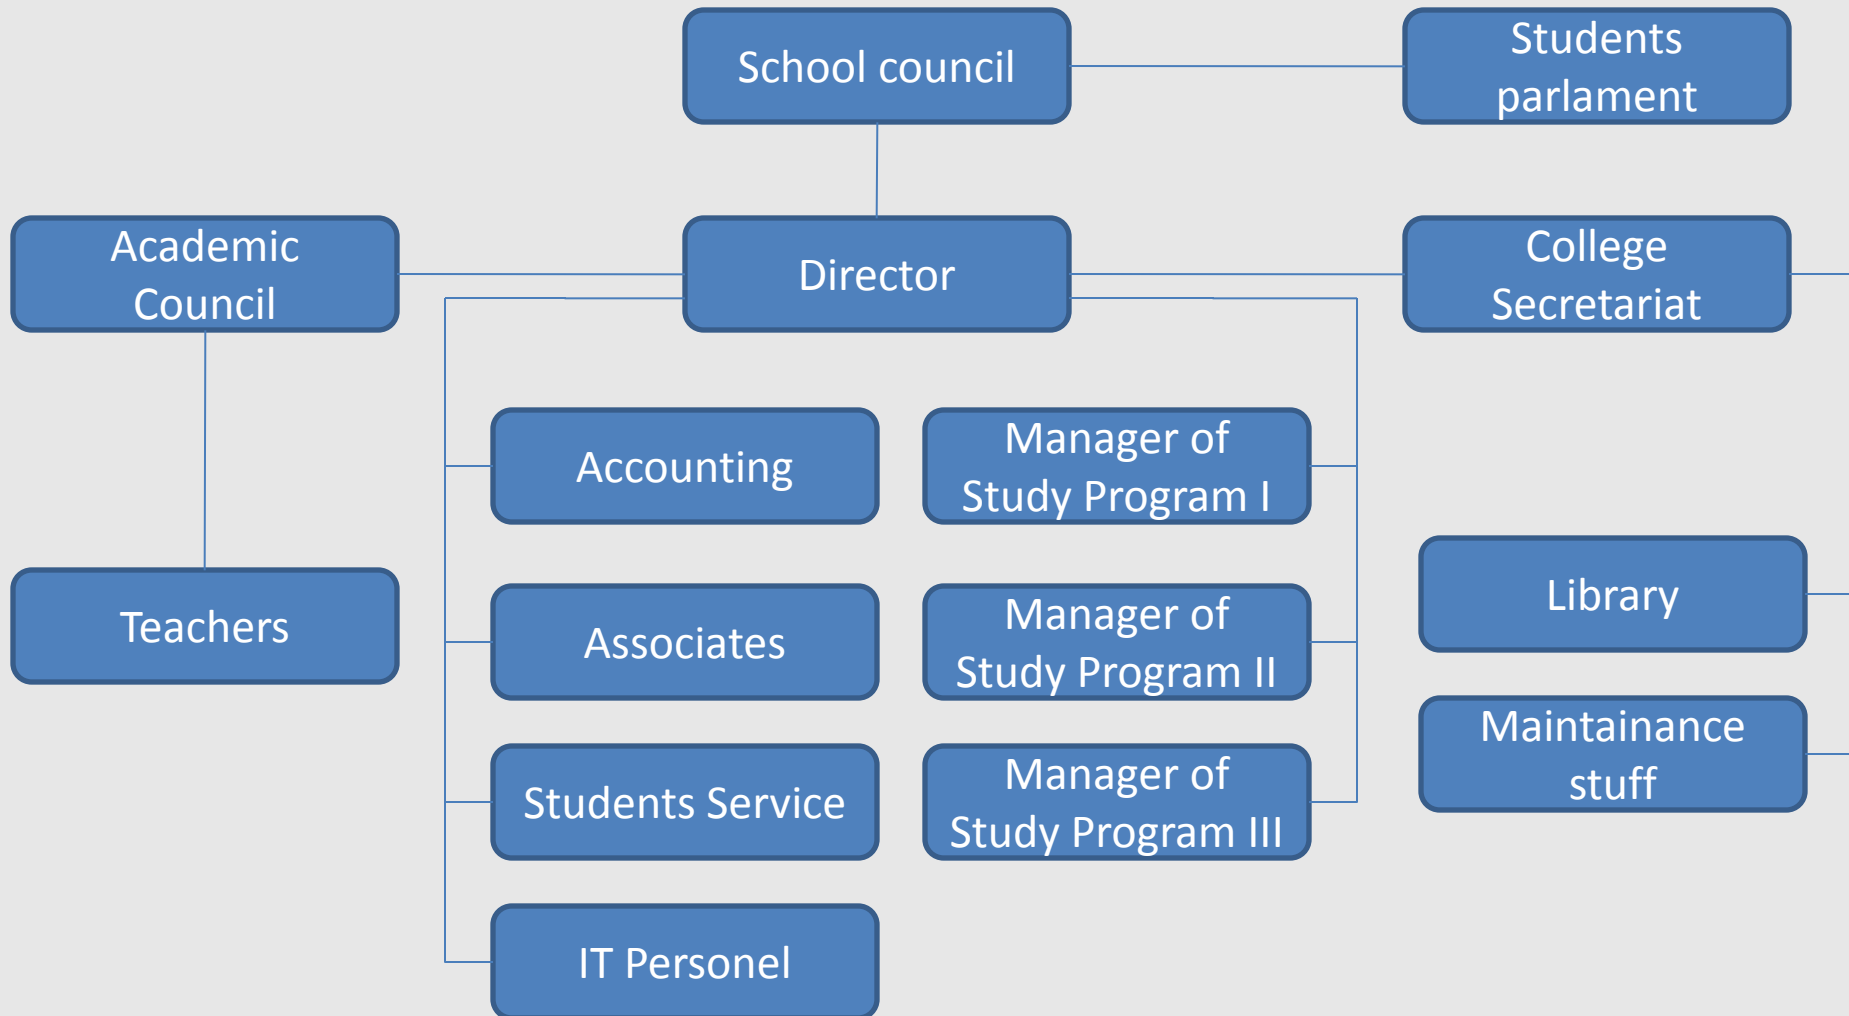 School council
Students
parlament
Academic
Council
Director
College
Secretariat
Accounting
Manager of
Study Program I
Library
Teachers
Associates
Manager of
Study Program II
Maintainance
stuff
Students Service
Manager of
Study Program III
IT Personel